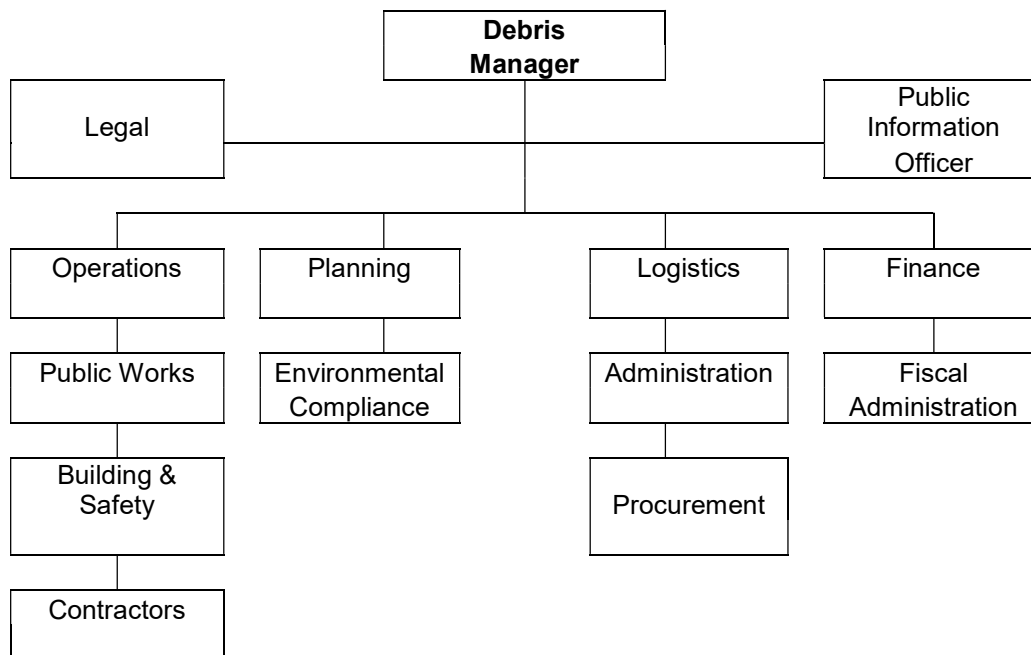 Debris
Manager
Legal
Public
Information
Officer
Operations
Planning
Logistics
Finance
Public Works
Environmental
Compliance
Administration
Fiscal
Administration
Building &
Safety
Procurement
Contractors